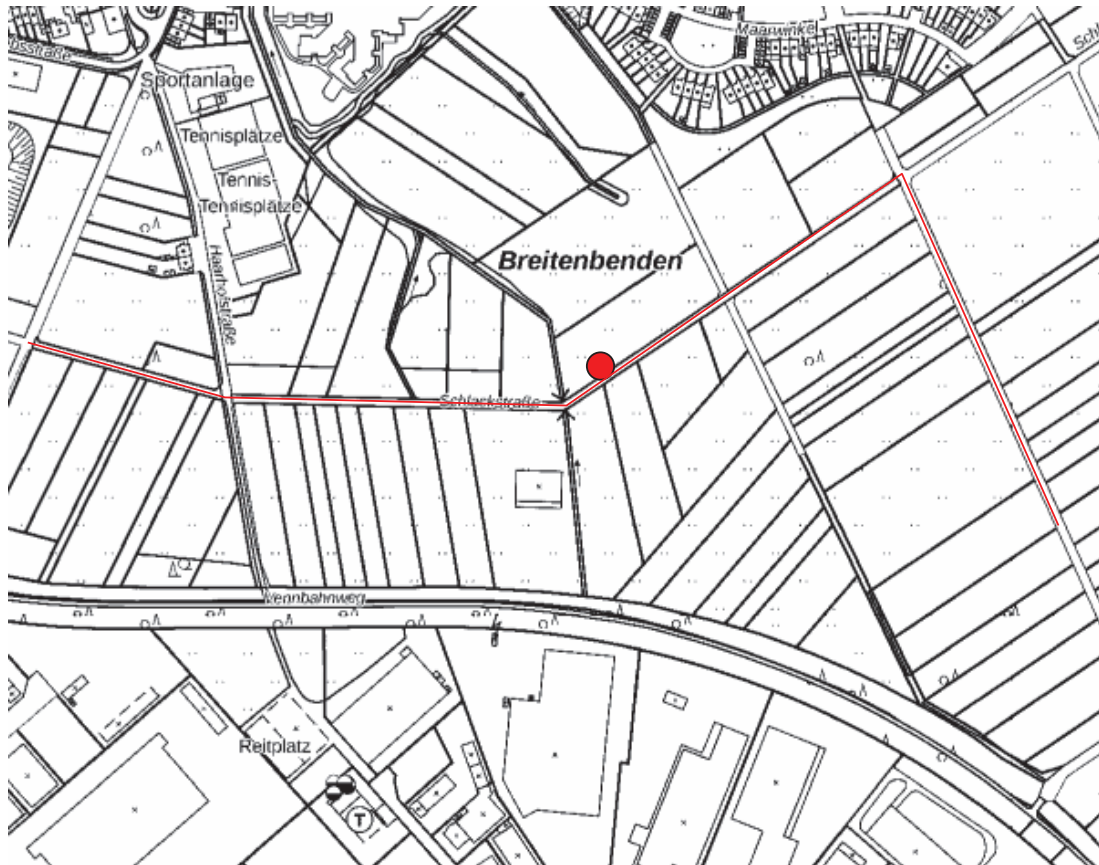 Maarwinkel
Sportanlage
Tennisplätze
Tennis-
Tennisplätze
Haarhofstraße
Breitenbenden
Schlackstraße
Vennbahnweg
Reitplatz
T